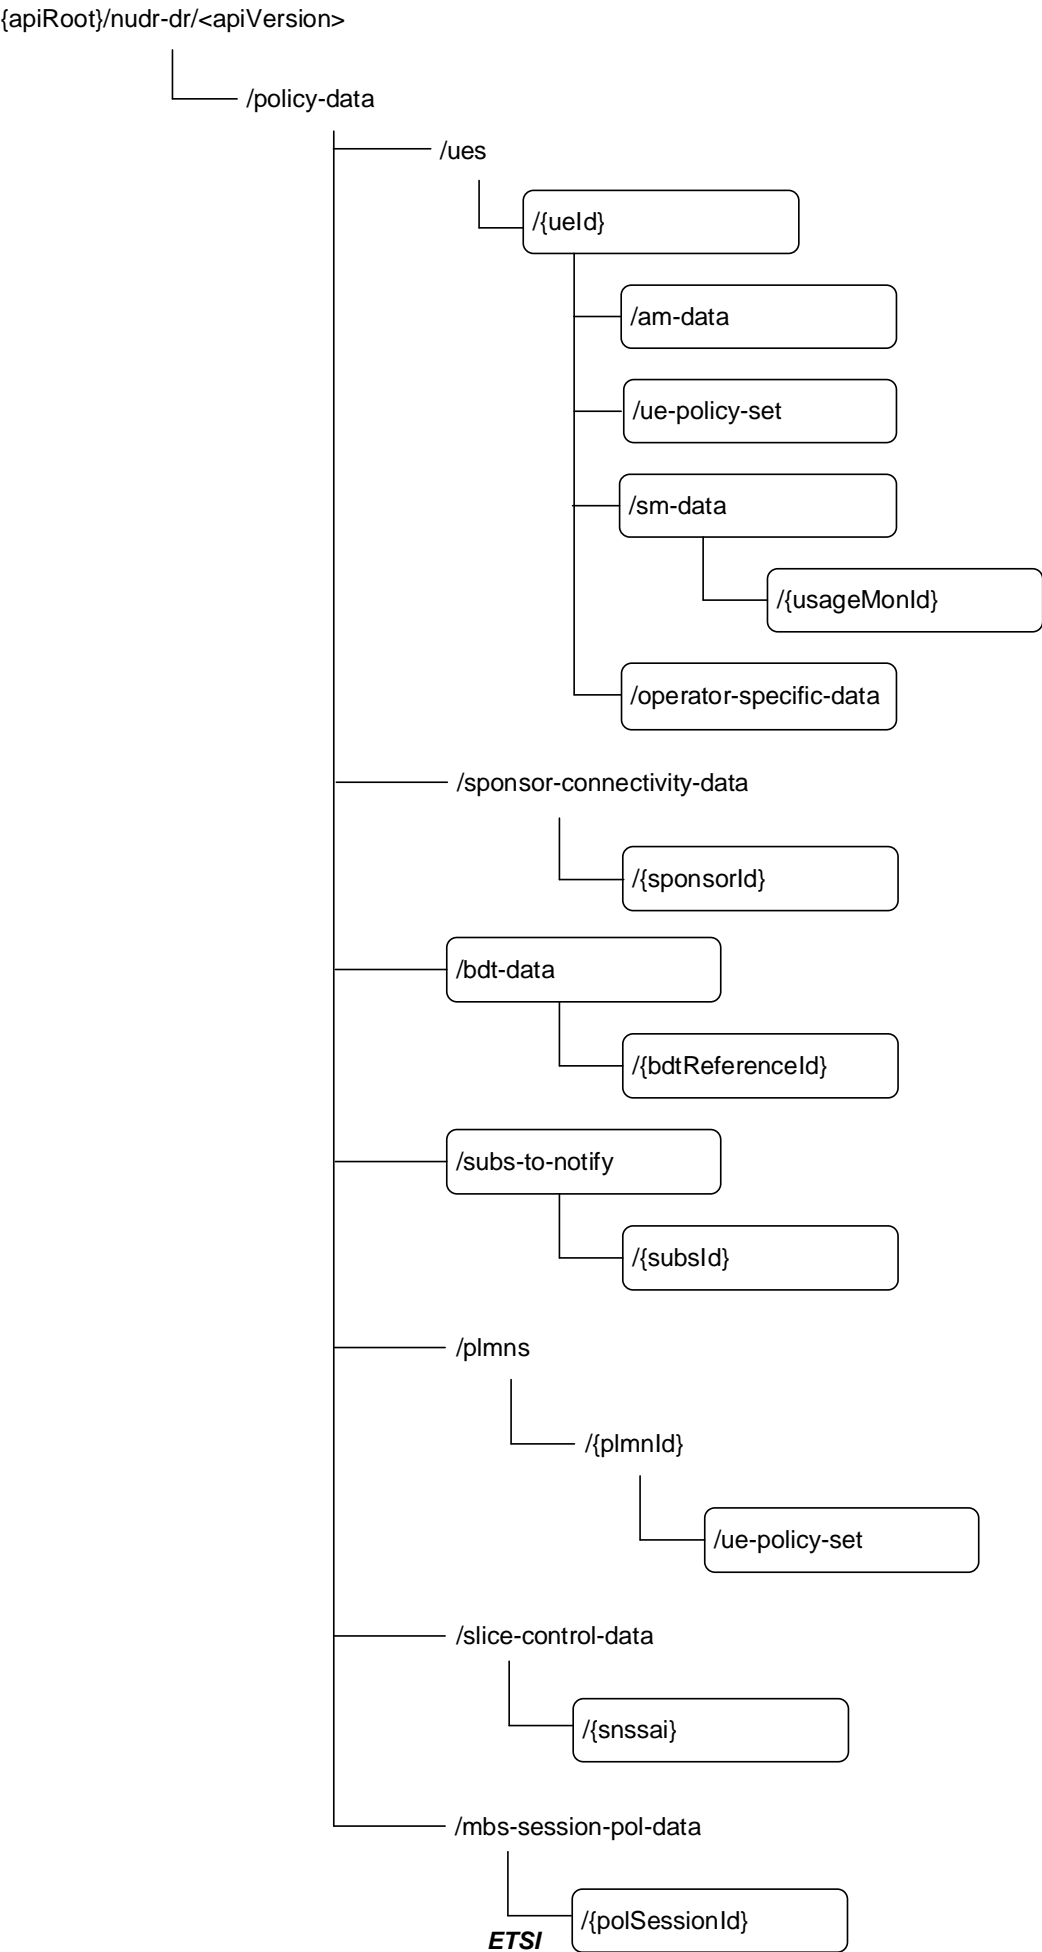 {apiRoot}/nudr-dr/<apiVersion>
/policy-data
/ues
/{ueId}
/am-data
/ue-policy-set
/sm-data
/{usageMonId}
/operator-specific-data
/sponsor-connectivity-data
/{sponsorId}
/bdt-data
/{bdtReferenceId}
/subs-to-notify
/{subsId}
/plmns
/{plmnId}
/ue-policy-set
/slice-control-data
/{snssai}
/mbs-session-pol-data
/{polSessionId}
ETSI